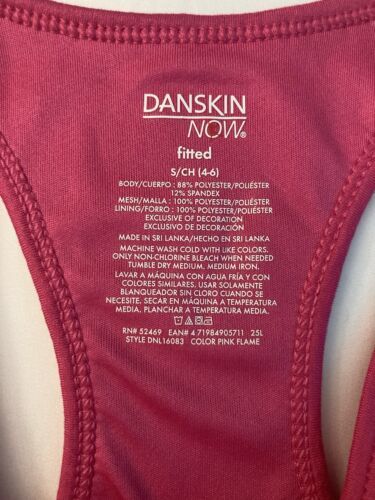 DANSKIN
NOW®
fitted
S/CH (4-6)
BODY/CUERPO: 88% POLYESTER/POLIÉSTER
12% SPANDEX
MESH/MALLA: 100% POLYESTER/POLIÉSTER
LINING/FORRO: 100% POLYESTER/POLIÉSTER
EXCLUSIVE OF DECORATION
EXCLUSIVO DE DECORACIÓN
MADE IN SRI LANKA/HECHO EN SRI LANKA
MACHINE WASH COLD WITH LIKE COLORS.
ONLY NON-CHLORINE BLEACH WHEN NEEDED
TUMBLE DRY MEDIUM. MEDIUM IRON.
LAVAR A MÁQUINA CON AGUA FRÍA Y CON
COLORES SIMILARES. USAR SOLAMENTE
BLANQUEADOR SIN CLORO CUANDO SE
NECESITE. SECAR EN MÁQUINA A TEMPERATURA
MEDIA, PLANCHAR A TEMPERATURA MEDIA.
RN# 52469 EAN# 4 71984905711 25L
STYLE DNL16083 COLOR PINK FLAME